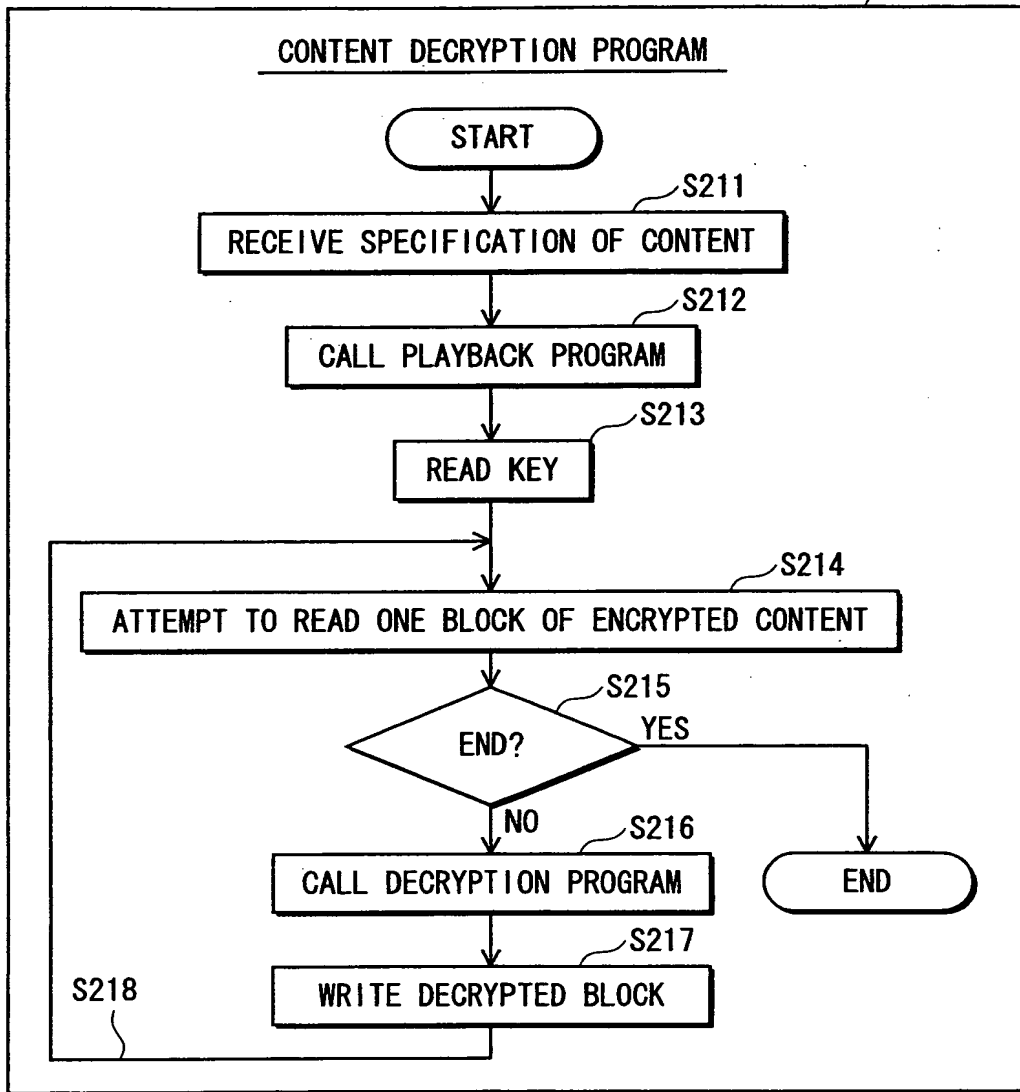 CONTENT DECRYPTION PROGRAM
START
S211
RECEIVE SPECIFICATION OF CONTENT
S212
CALL PLAYBACK PROGRAM
S213
READ KEY
S214
ATTEMPT TO READ ONE BLOCK OF ENCRYPTED CONTENT
S215
END?
YES
NO
S216
CALL DECRYPTION PROGRAM
END
S217
WRITE DECRYPTED BLOCK
S218